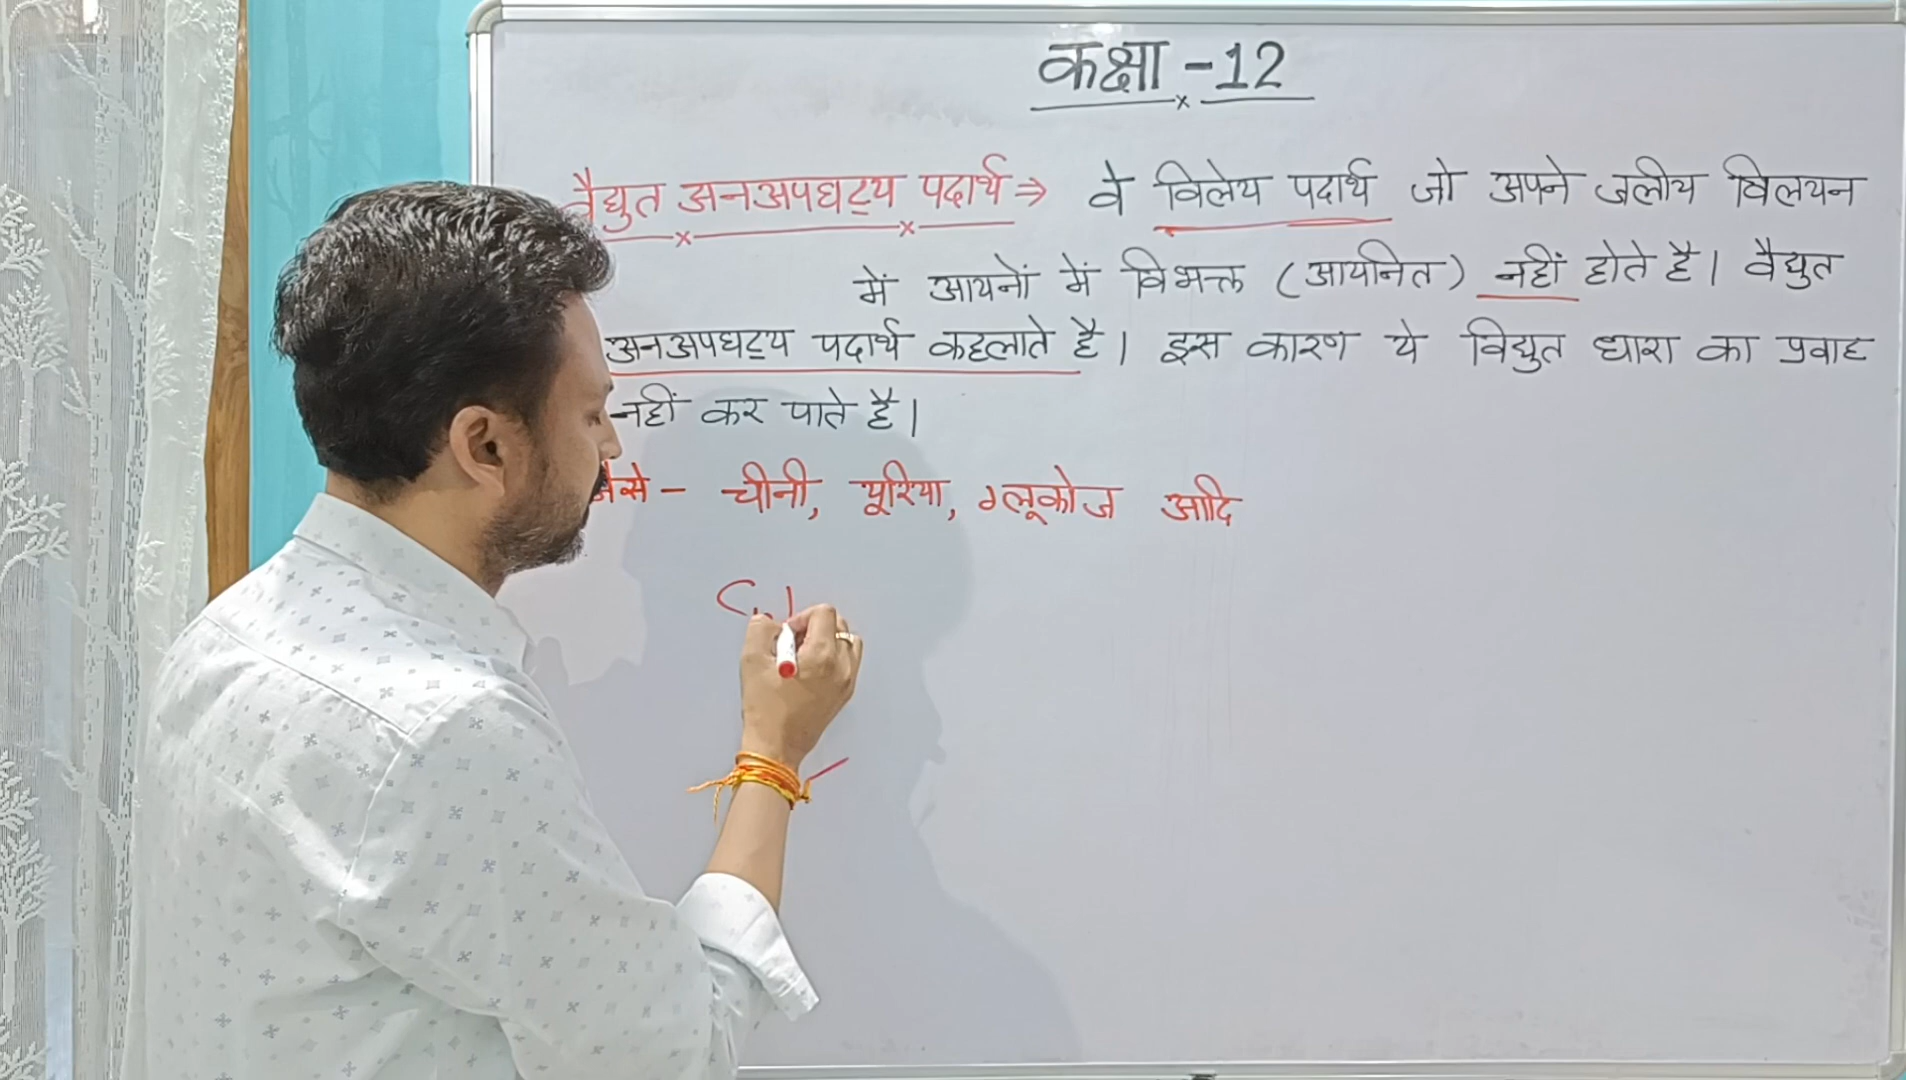 कक्षा - 12
वैद्युत अनअपघट्य पदार्थ ⇒ वे विलेय पदार्थ जो अपने जलीय विलयन
में आयनों में विभक्त (आयनित) नहीं होते है। वैद्युत
अनअपघट्य पदार्थ कहलाते है। इस कारण ये विद्युत धारा का प्रवाह
नहीं कर पाते है।
जैसे - चीनी, यूरिया, ग्लूकोज आदि